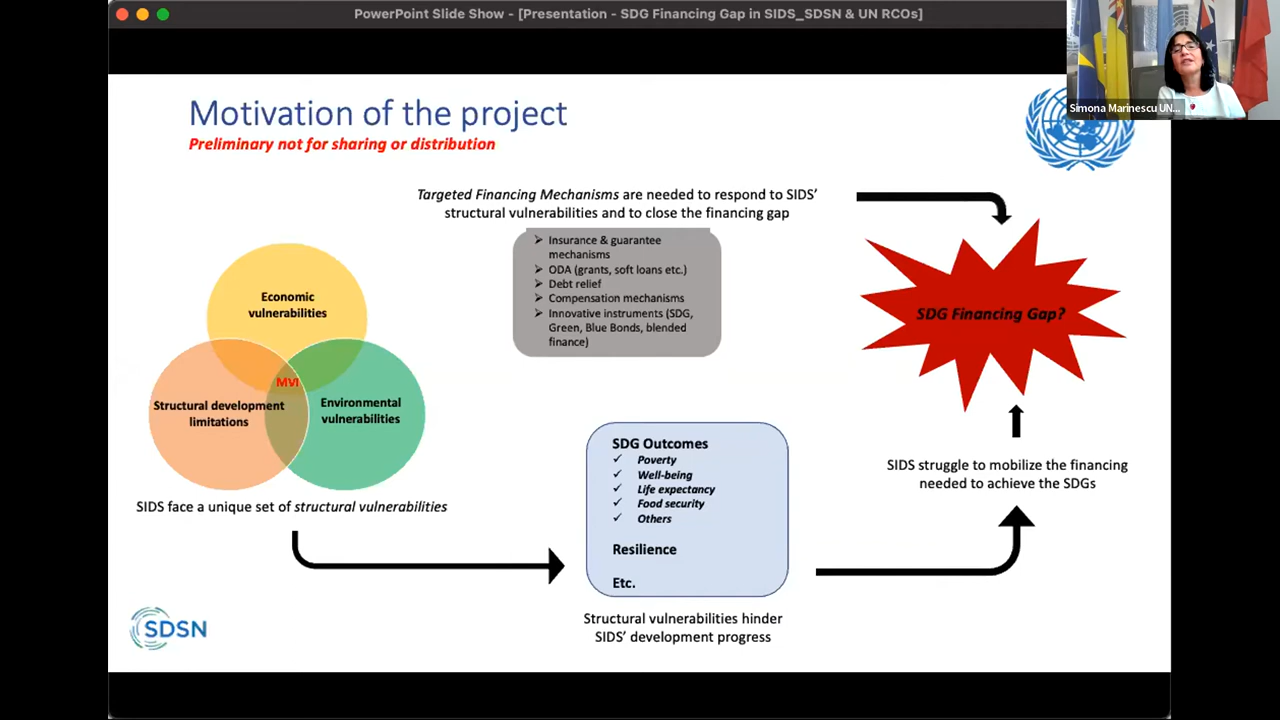 PowerPoint Slide Show - [Presentation - SDG Financing Gap in SIDS_SDSN & UN RCOs]
Simona Marinescu UN...
Motivation of the project
Preliminary not for sharing or distribution
Targeted Financing Mechanisms are needed to respond to SIDS'
structural vulnerabilities and to close the financing gap
Insurance & guarantee
mechanisms
ODA (grants, soft loans etc.)
Debt relief
Compensation mechanisms
Innovative instruments (SDG,
Green, Blue Bonds, blended
finance)
SDG Financing Gap?
Economic
vulnerabilities
MVI
Structural development
limitations
Environmental
vulnerabilities
SIDS face a unique set of structural vulnerabilities
SDG Outcomes
Poverty
Well-being
Life expectancy
Food security
Others
Resilience
Etc.
Structural vulnerabilities hinder
SIDS' development progress
SIDS struggle to mobilize the financing
needed to achieve the SDGs
SDSN